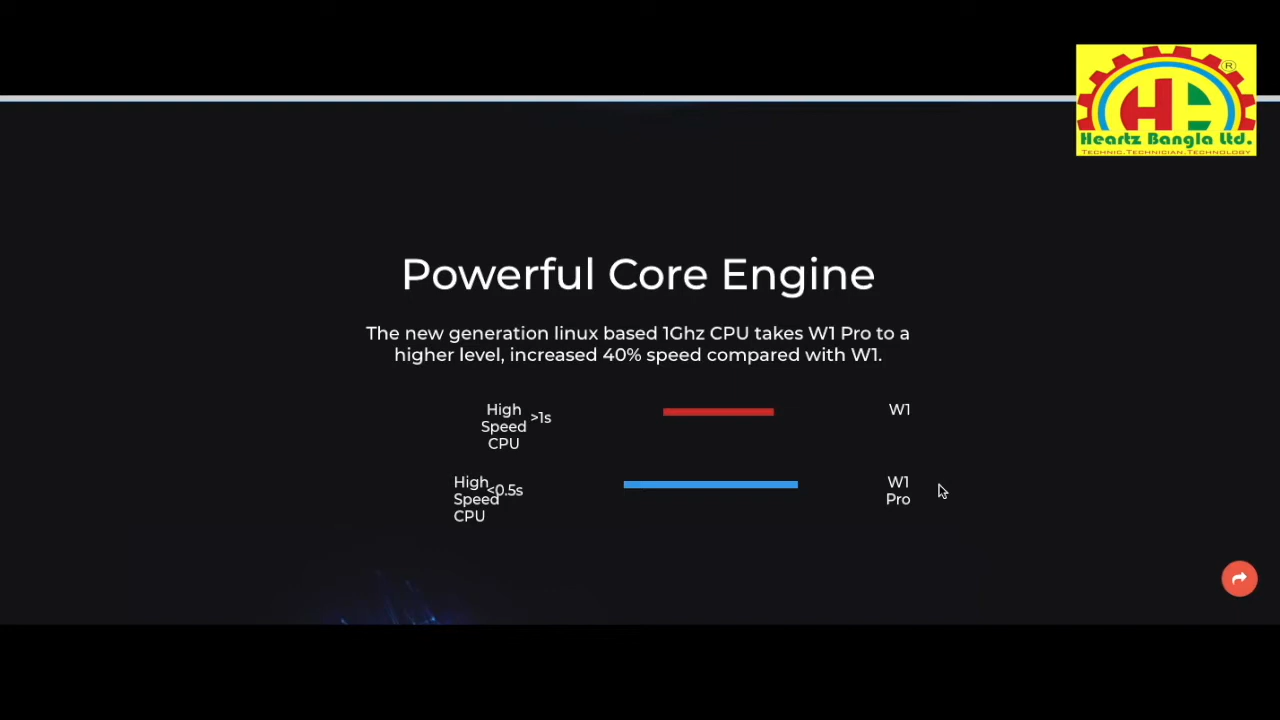 ®
HB
Heartz Bangla Ltd.
TECHNIC.TECHNICIAN.TECHNOLOGY
Powerful Core Engine
The new generation linux based 1Ghz CPU takes W1 Pro to a
higher level, increased 40% speed compared with W1.
High
Speed
CPU
>1s
W1
High
Speed
CPU
<0.5s
W1
Pro